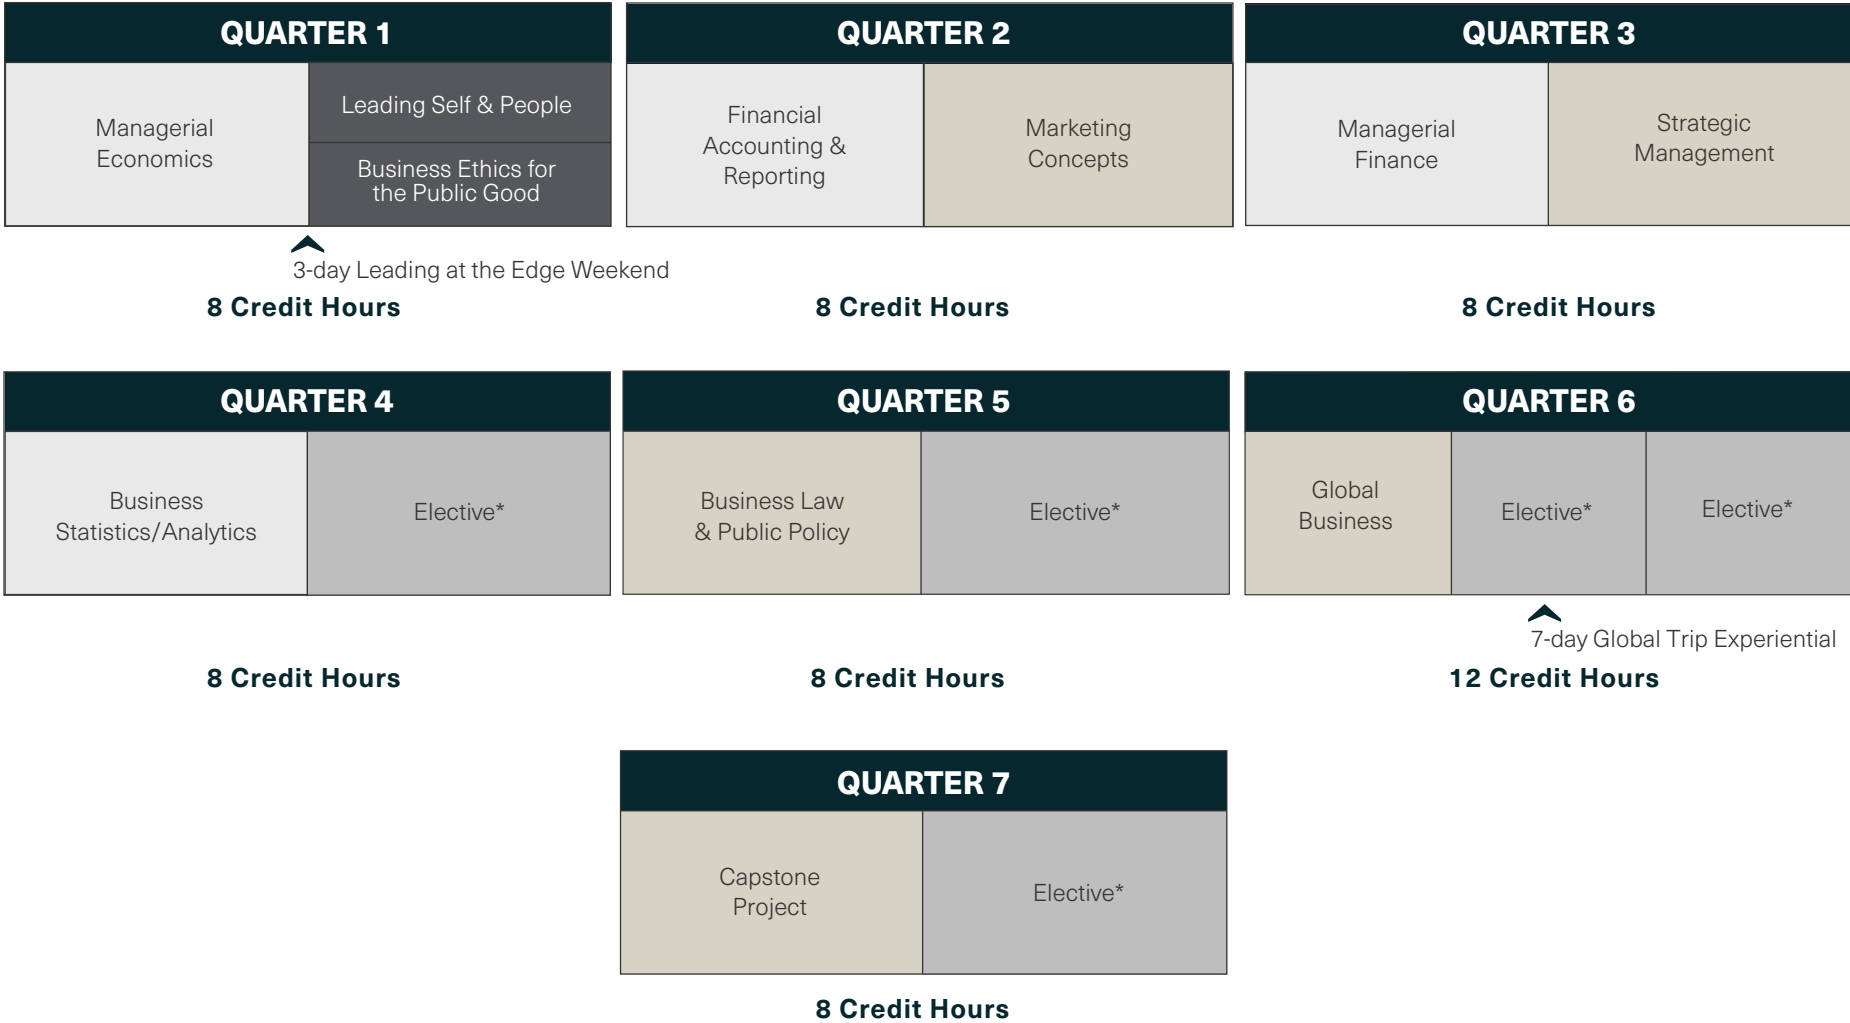 QUARTER 1
Managerial
Economics
Leading Self & People
Business Ethics for
the Public Good
3-day Leading at the Edge Weekend
8 Credit Hours
QUARTER 2
Financial
Accounting &
Reporting
Marketing
Concepts
8 Credit Hours
QUARTER 3
Managerial
Finance
Strategic
Management
8 Credit Hours
QUARTER 4
Business
Statistics/Analytics
Elective*
8 Credit Hours
QUARTER 5
Business Law
& Public Policy
Elective*
8 Credit Hours
QUARTER 6
Global
Business
Elective*
Elective*
7-day Global Trip Experiential
12 Credit Hours
QUARTER 7
Capstone
Project
Elective*
8 Credit Hours